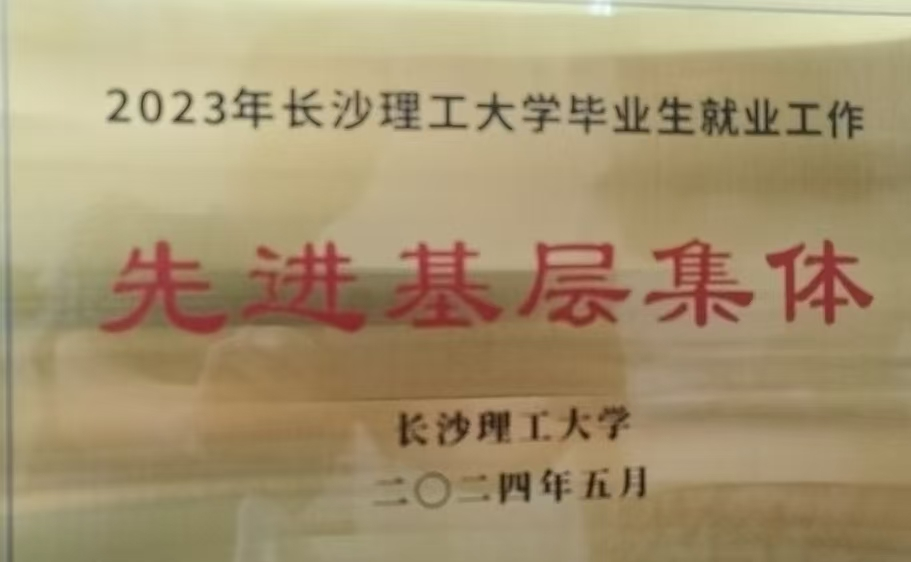 2023年长沙理工大学毕业生就业工作
先进基层集体
长沙理工大学
二〇二四年五月